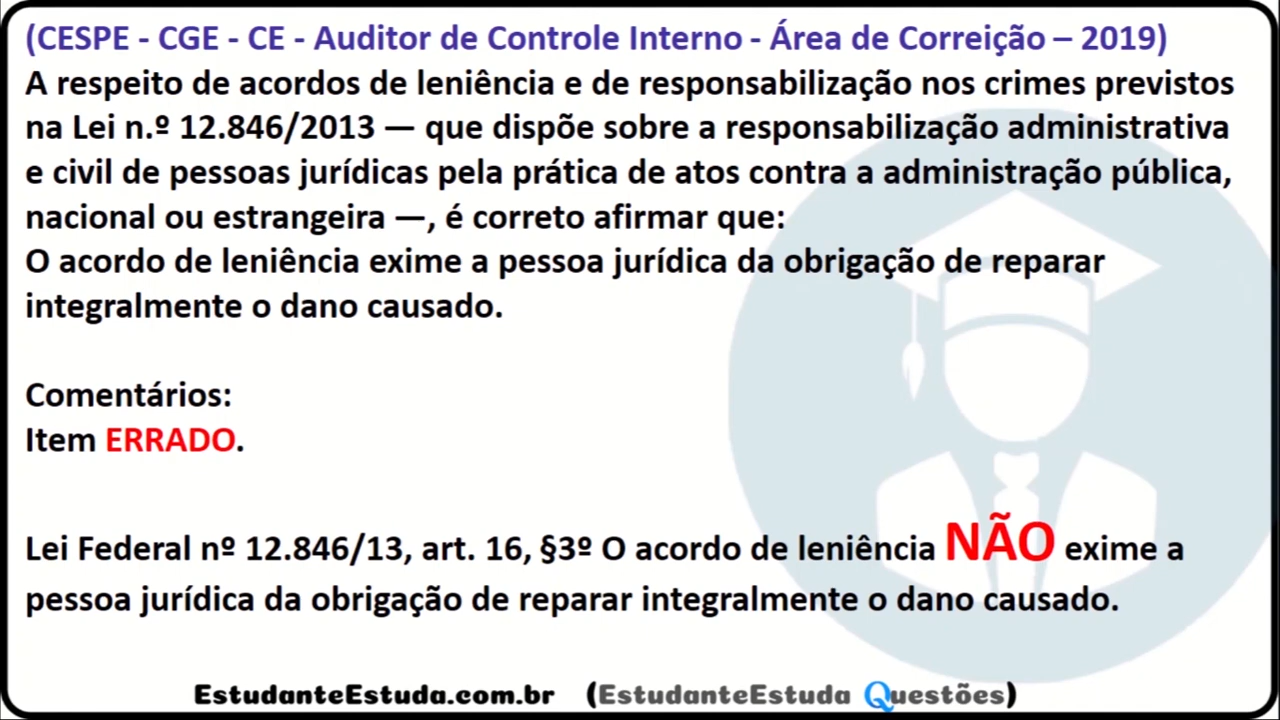 (CESPE - CGE - CE - Auditor de Controle Interno - Área de Correição – 2019)
A respeito de acordos de leniência e de responsabilização nos crimes previstos
na Lei n.º 12.846/2013 — que dispõe sobre a responsabilização administrativa
e civil de pessoas jurídicas pela prática de atos contra a administração pública,
nacional ou estrangeira —, é correto afirmar que:
O acordo de leniência exime a pessoa jurídica da obrigação de reparar
integralmente o dano causado.
Comentários:
Item ERRADO.
Lei Federal nº 12.846/13, art. 16, §3º O acordo de leniência NÃO exime a
pessoa jurídica da obrigação de reparar integralmente o dano causado.
EstudanteEstuda.com.br (EstudanteEstuda Questões)